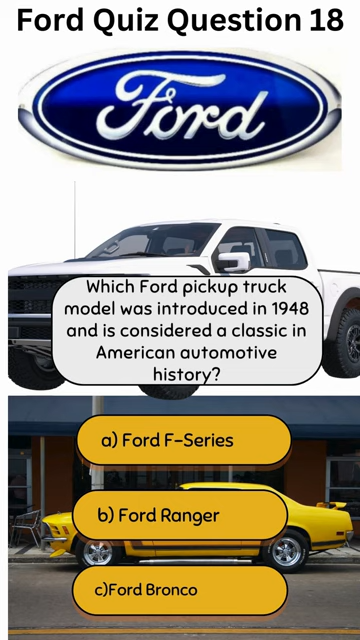 Ford Quiz Question 18
Ford
Which Ford pickup truck
model was introduced in 1948
and is considered a classic in
American automotive
history?
a) Ford F-Series
b) Ford Ranger
c)Ford Bronco